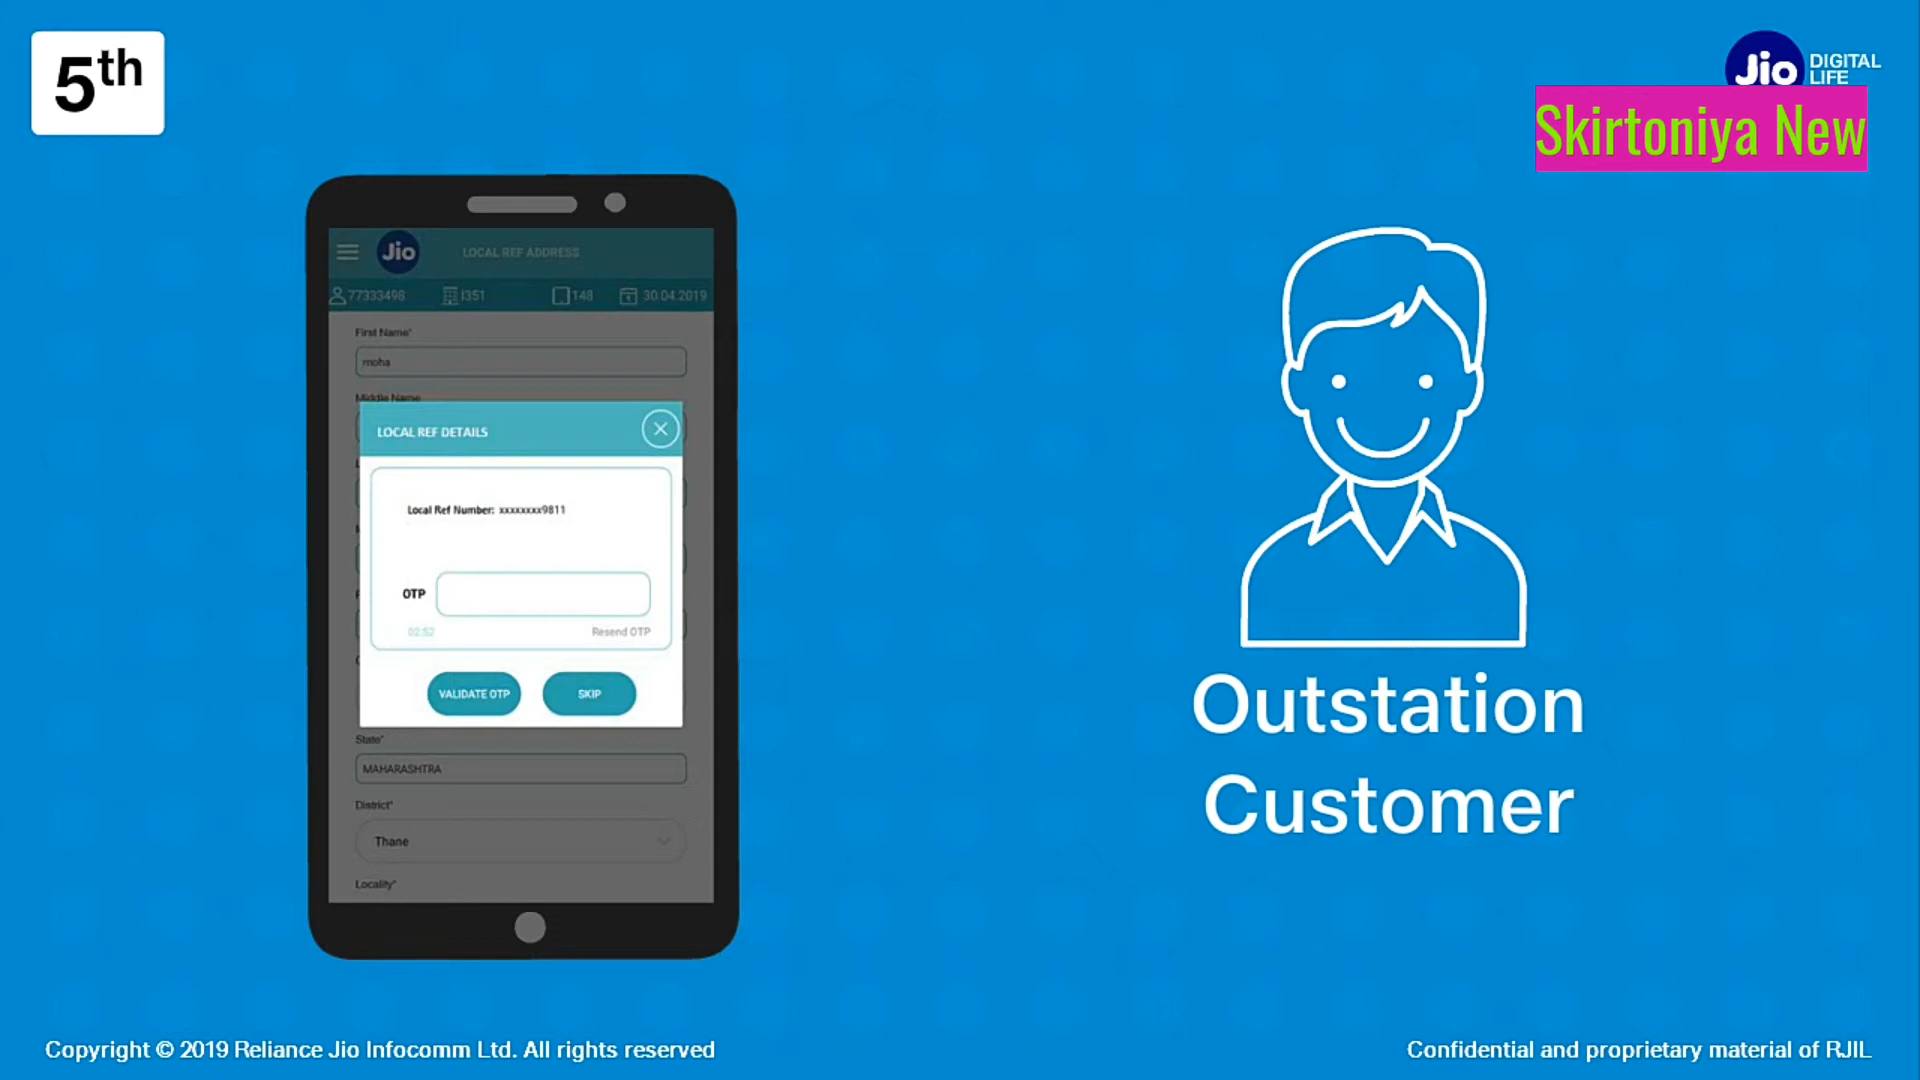 5th
Jio DIGITAL LIFE
Skirtoniya New
Jio LOCAL REF ADDRESS
77333498 I351 148 30.04.2019
First Name*
moha
Middle Name
LOCAL REF DETAILS
Local Ref Number: xxxxxxxx9811
OTP
02:52 Resend OTP
VALIDATE OTP SKIP
State*
MAHARASHTRA
District*
Thane
Locality*
Outstation
Customer
Copyright © 2019 Reliance Jio Infocomm Ltd. All rights reserved
Confidential and proprietary material of RJIL